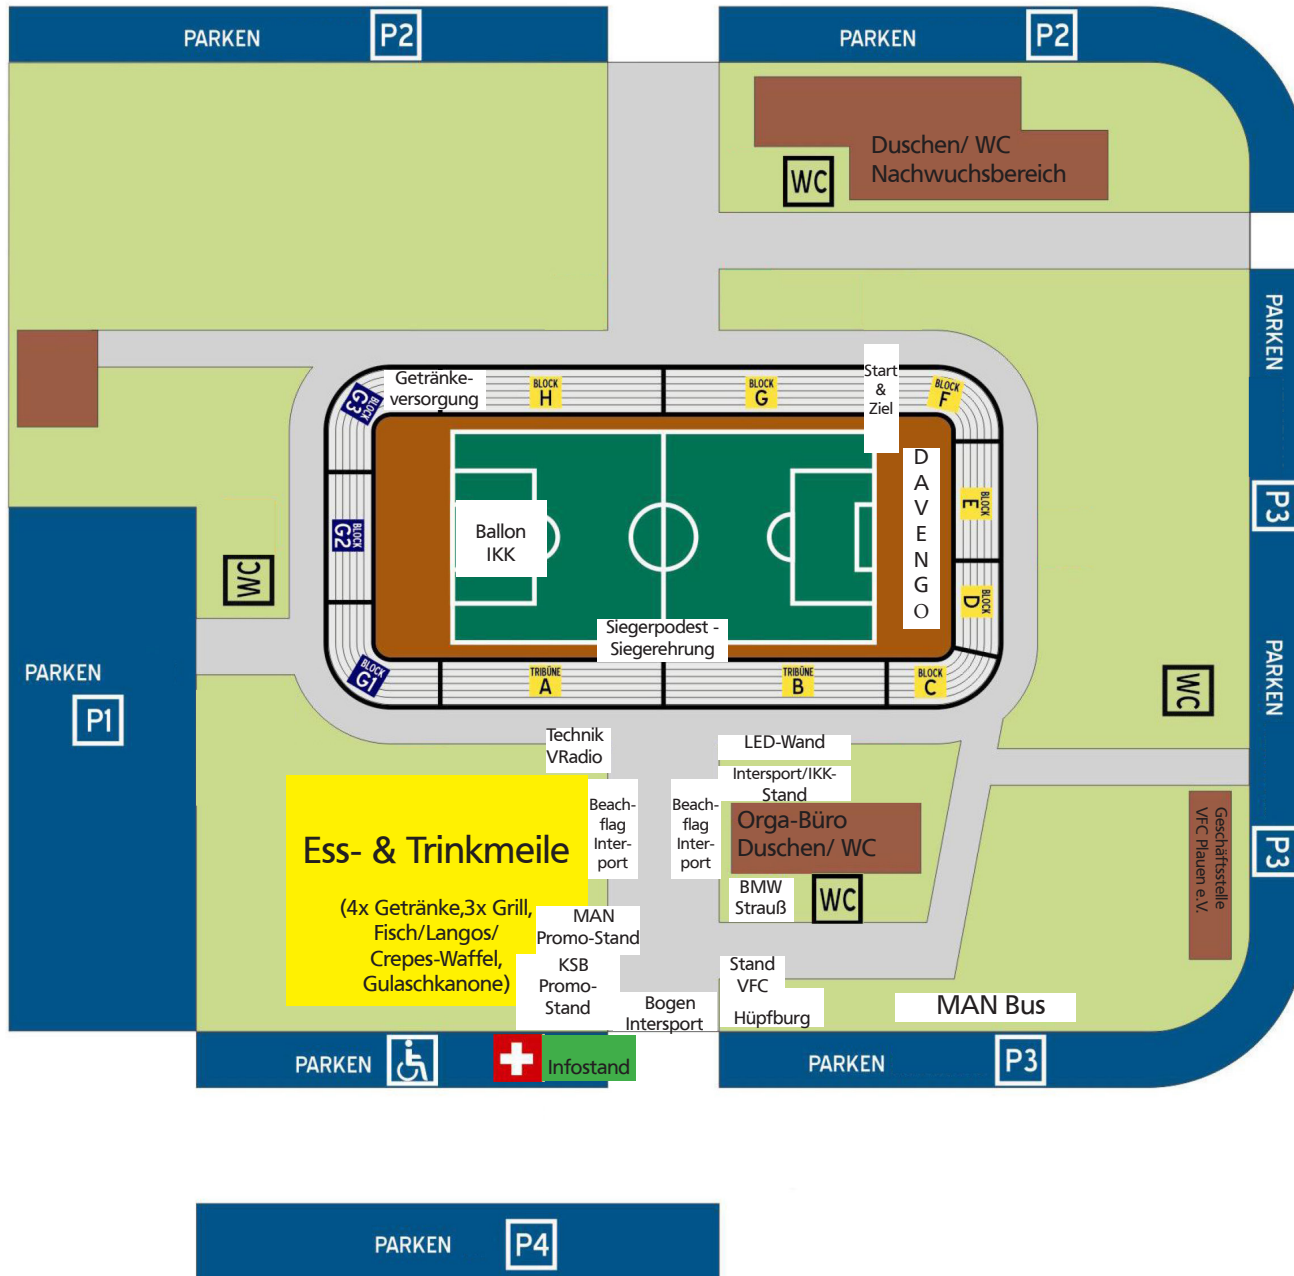 PARKEN P2
PARKEN P2
Duschen/ WC
Nachwuchsbereich
WC
PARKEN
P3
Getränke-
versorgung
BLOCK
G3
BLOCK
H
BLOCK
G
Start
&
Ziel
BLOCK
F
BLOCK
E
BLOCK
D
DAVENGO
BLOCK
G2
Ballon
IKK
WC
Siegerpodest -
Siegerehrung
BLOCK
G1
TRIBÜNE
A
TRIBÜNE
B
BLOCK
C
PARKEN
P1
PARKEN
WC
Technik
VRadio
LED-Wand
Intersport/IKK-
Stand
Beach-
flag
Inter-
port
Beach-
flag
Inter-
port
Orga-Büro
Duschen/ WC
Geschäftsstelle
VFC Plauen e.V.
P3
Ess- & Trinkmeile
(4x Getränke,3x Grill,
Fisch/Langos/
Crepes-Waffel,
Gulaschkanone)
BMW
Strauß
WC
MAN
Promo-Stand
KSB
Promo-
Stand
Stand
VFC
Bogen
Intersport
Hüpfburg
MAN Bus
PARKEN
Infostand
PARKEN P3
PARKEN P4